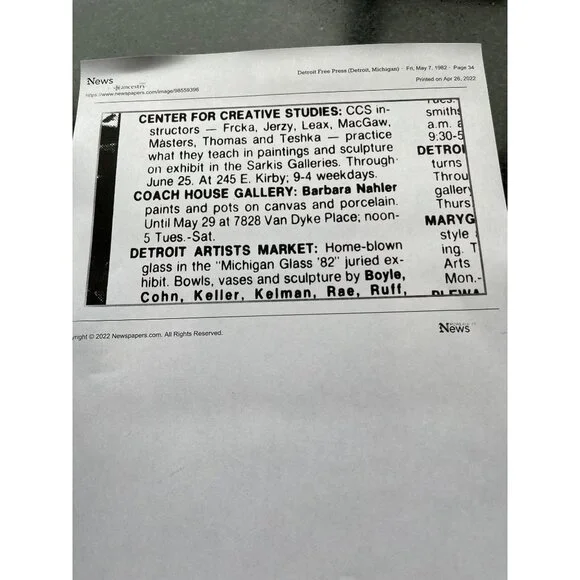 News
by ancestry
Detroit Free Press (Detroit, Michigan) · Fri, May 7, 1982 · Page 34
https://www.newspapers.com/image/98559396
Printed on Apr 26, 2022
CENTER FOR CREATIVE STUDIES: CCS in-
structors — Frcka, Jerzy, Leax, MacGaw,
Masters, Thomas and Teshka — practice
what they teach in paintings and sculpture
on exhibit in the Sarkis Galleries. Through
June 25. At 245 E. Kirby; 9-4 weekdays.
COACH HOUSE GALLERY: Barbara Nahler
paints and pots on canvas and porcelain.
Until May 29 at 7828 Van Dyke Place; noon-
5 Tues.-Sat.
DETROIT ARTISTS MARKET: Home-blown
glass in the "Michigan Glass '82" juried ex-
hibit. Bowls, vases and sculpture by Boyle,
Cohn, Keller, Kelman, Rae, Ruff,
Tues.
smiths
a.m. a
9:30-5
DETROI
turns
Throu
gallery
Thurs
MARYG
style
ing. T
Arts
Mon.-
yright © 2022 Newspapers.com. All Rights Reserved.
News